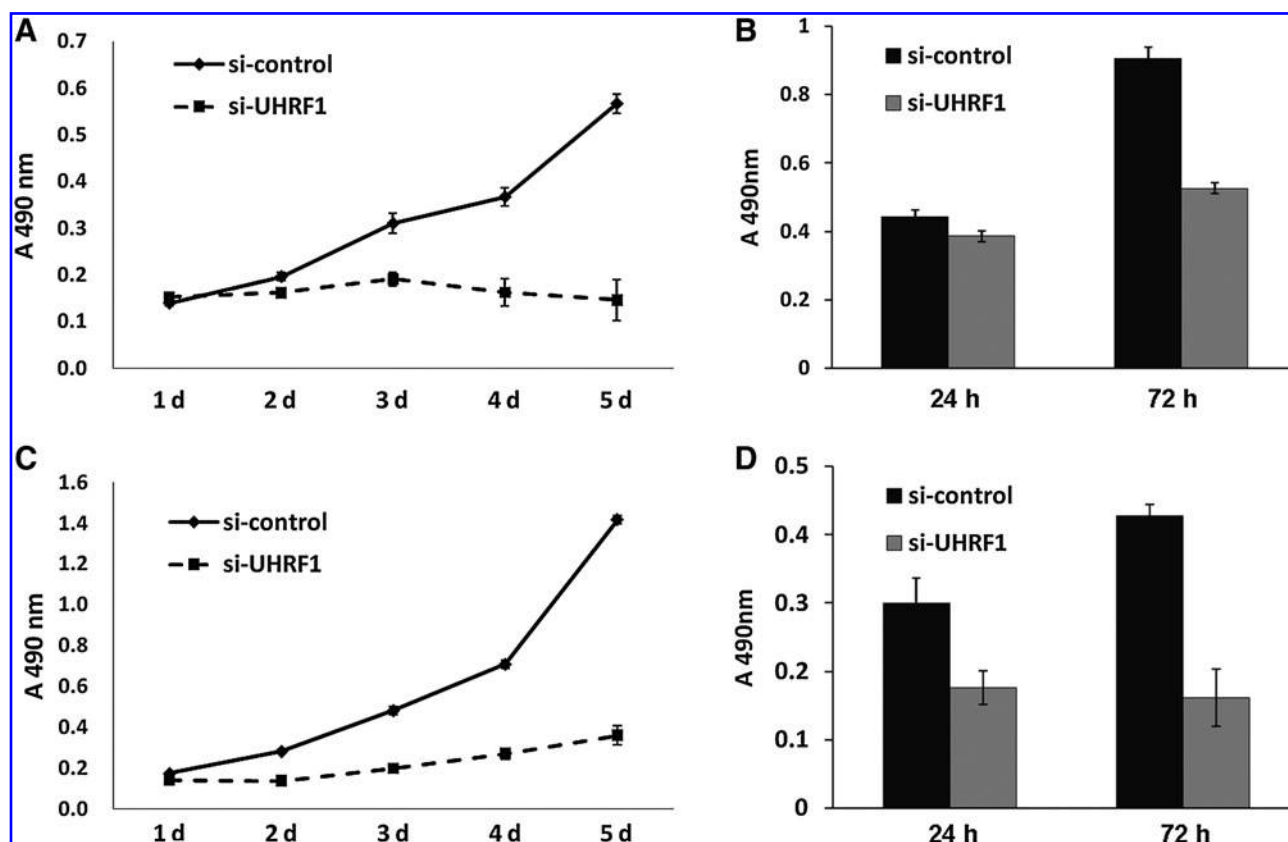 A
0.7
0.6
0.5
0.4
0.3
0.2
0.1
0.0
A 490 nm
si-control
si-UHRF1
1 d
2 d
3 d
4 d
5 d
B
1
0.8
0.6
0.4
0.2
0
A 490nm
si-control
si-UHRF1
24 h
72 h
C
1.6
1.4
1.2
1.0
0.8
0.6
0.4
0.2
0.0
A 490 nm
si-control
si-UHRF1
1 d
2 d
3 d
4 d
5 d
D
0.5
0.4
0.3
0.2
0.1
0
A 490nm
si-control
si-UHRF1
24 h
72 h